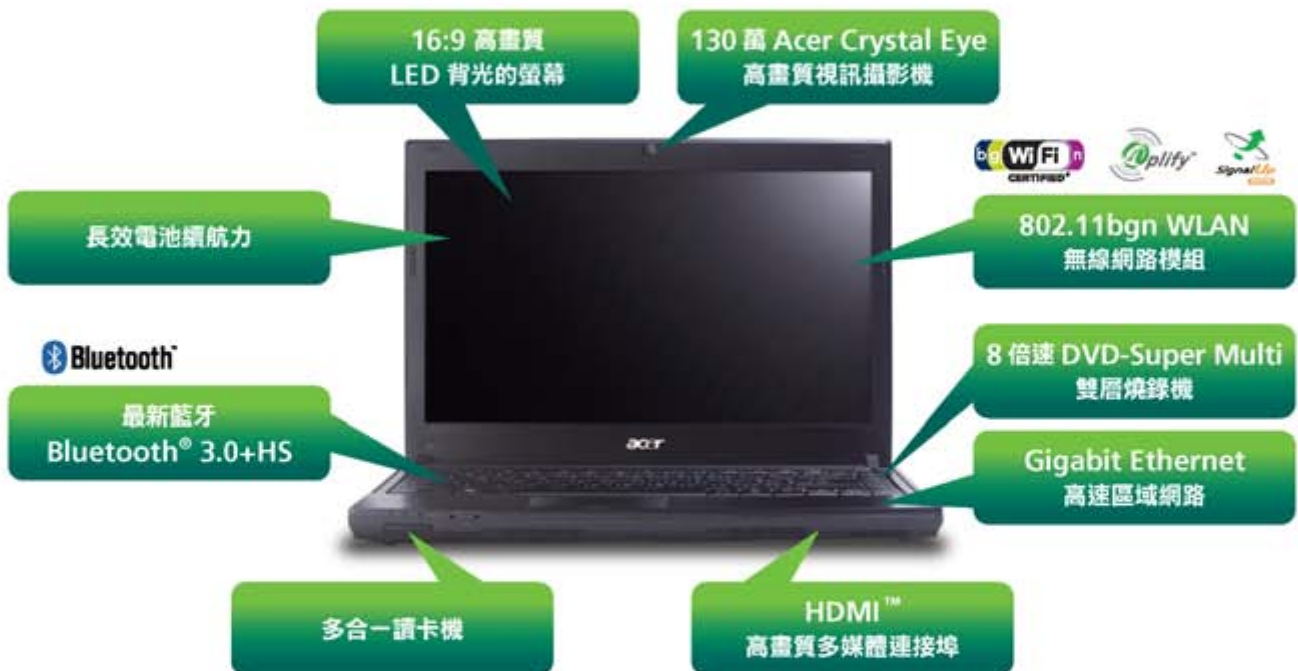 16:9 高畫質
LED 背光的螢幕
130 萬 Acer Crystal Eye
高畫質視訊攝影機
bg WiFi n
CERTIFIED
Nplify™
SignalUp
長效電池續航力
802.11bgn WLAN
無線網路模組
Bluetooth™
最新藍牙
Bluetooth® 3.0+HS
8 倍速 DVD-Super Multi
雙層燒錄機
acer
Gigabit Ethernet
高速區域網路
多合一讀卡機
HDMI™
高畫質多媒體連接埠